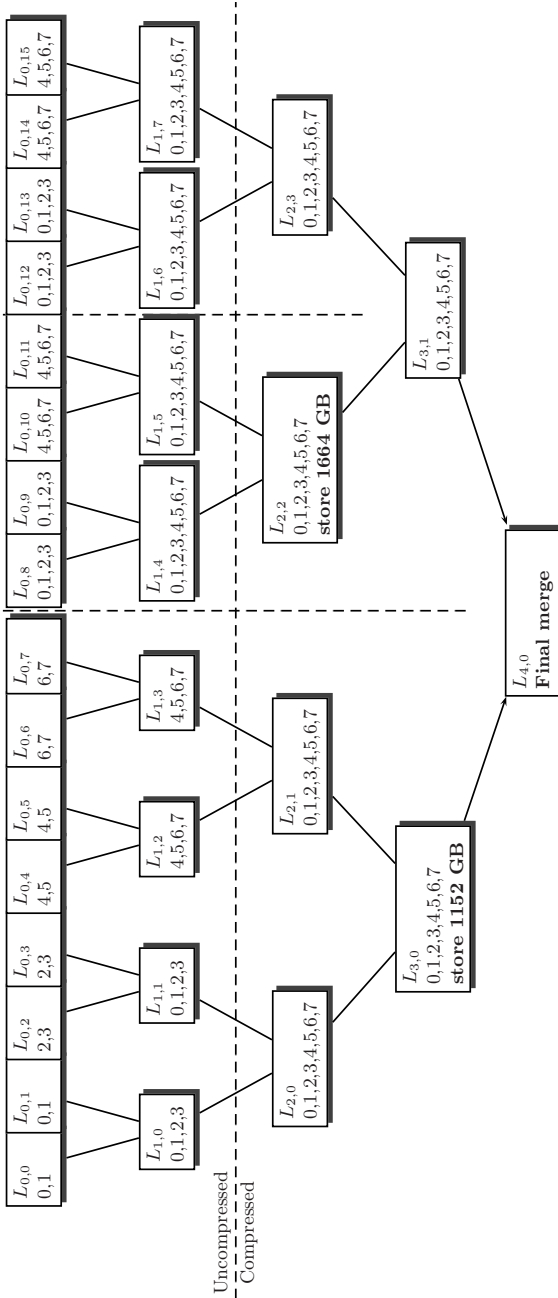 L0,0
0,1
L0,1
0,1
L0,2
2,3
L0,3
2,3
L0,4
4,5
L0,5
4,5
L0,6
6,7
L0,7
6,7
L0,8
0,1,2,3
L0,9
0,1,2,3
L0,10
4,5,6,7
L0,11
4,5,6,7
L0,12
0,1,2,3
L0,13
0,1,2,3
L0,14
4,5,6,7
L0,15
4,5,6,7
L1,0
0,1,2,3
L1,1
0,1,2,3
L1,2
4,5,6,7
L1,3
4,5,6,7
L1,4
0,1,2,3,4,5,6,7
L1,5
0,1,2,3,4,5,6,7
L1,6
0,1,2,3,4,5,6,7
L1,7
0,1,2,3,4,5,6,7
Uncompressed
Compressed
L2,0
0,1,2,3,4,5,6,7
L2,1
0,1,2,3,4,5,6,7
L2,2
0,1,2,3,4,5,6,7
store 1664 GB
L2,3
0,1,2,3,4,5,6,7
L3,0
0,1,2,3,4,5,6,7
store 1152 GB
L3,1
0,1,2,3,4,5,6,7
L4,0
Final merge